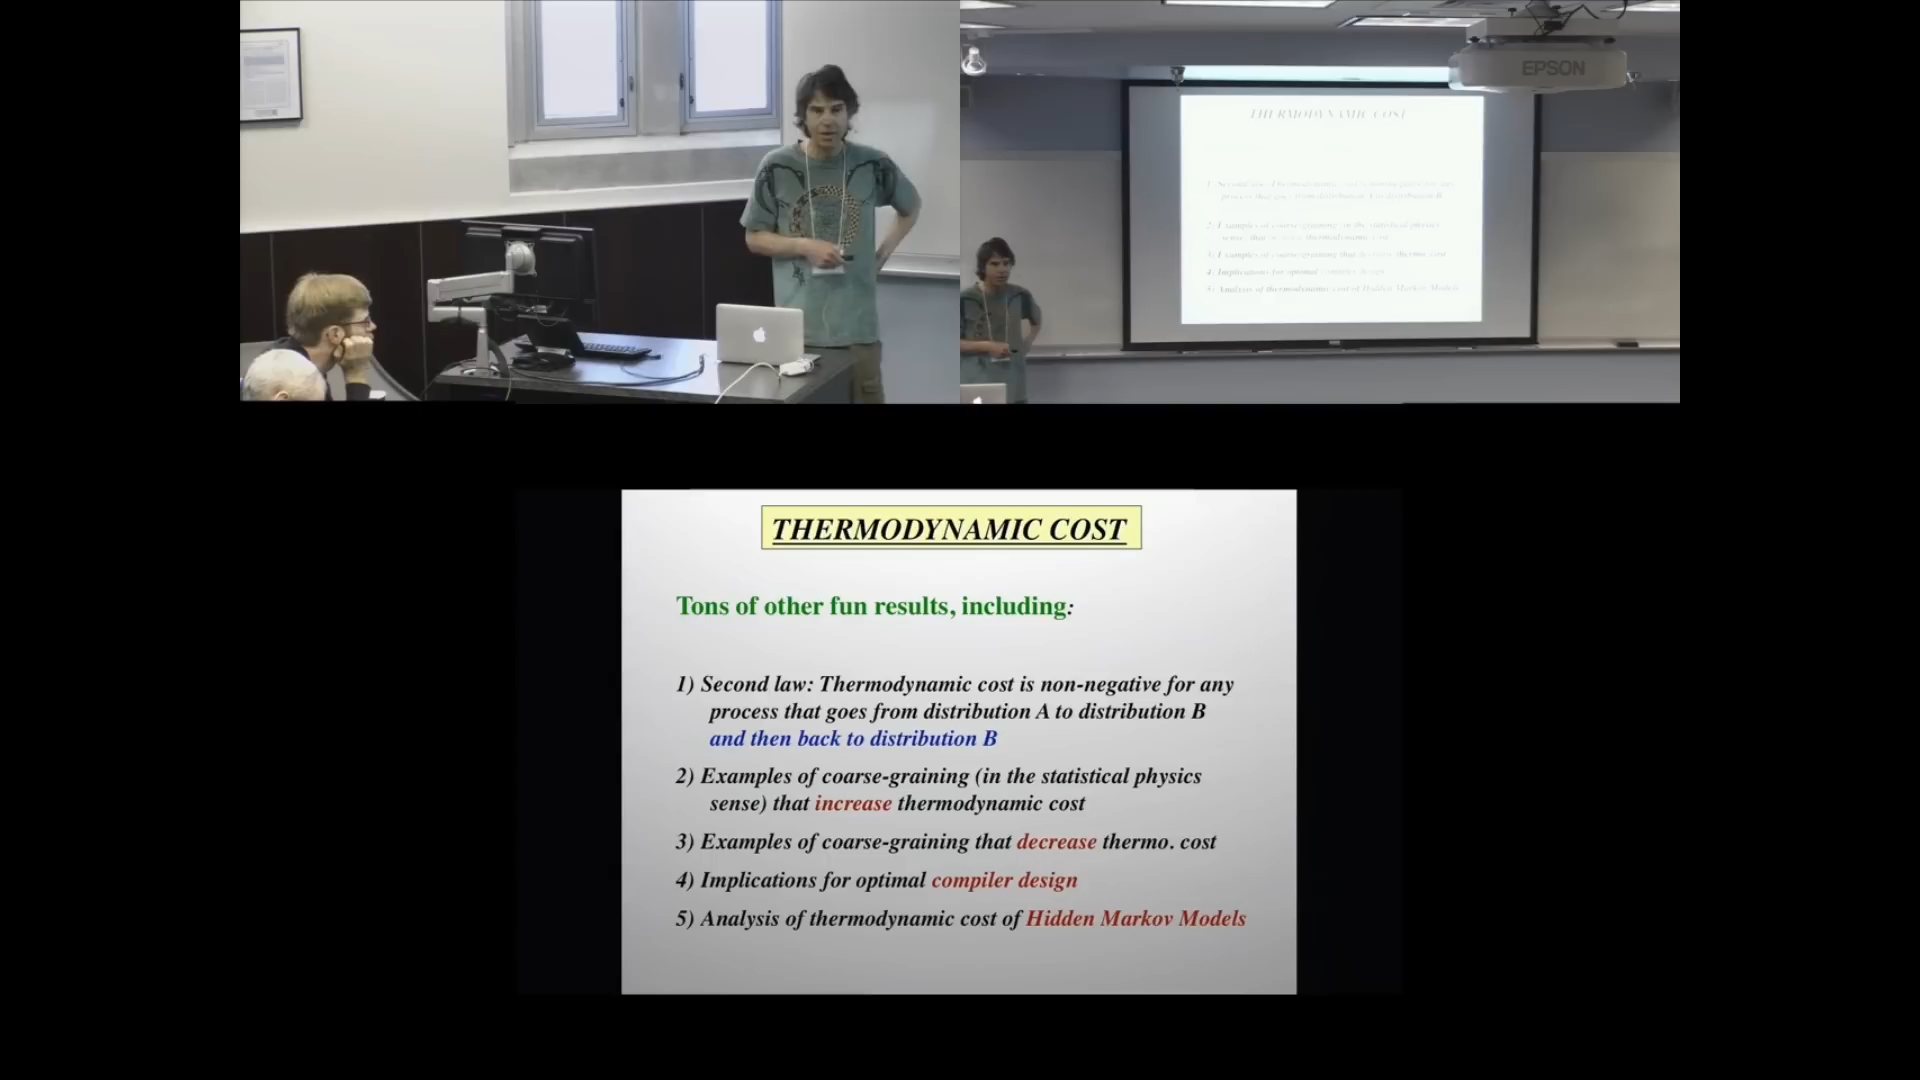 EPSON
THERMODYNAMIC COST
THERMODYNAMIC COST
Tons of other fun results, including:
1) Second law: Thermodynamic cost is non-negative for any
process that goes from distribution A to distribution B
and then back to distribution B
2) Examples of coarse-graining (in the statistical physics
sense) that increase thermodynamic cost
3) Examples of coarse-graining that decrease thermo. cost
4) Implications for optimal compiler design
5) Analysis of thermodynamic cost of Hidden Markov Models